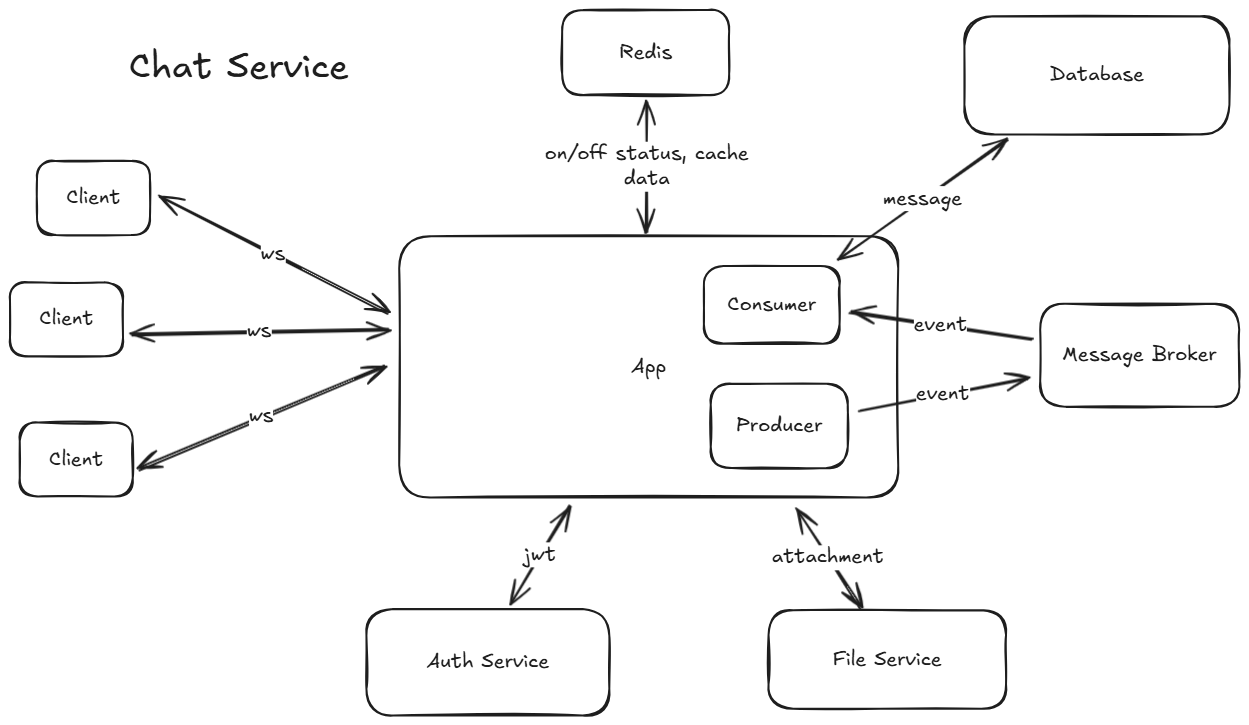 Chat Service
Redis
Database
on/off status, cache
data
Client
message
ws
Client
ws
Consumer
event
Message Broker
App
event
Producer
Client
ws
jwt
attachment
Auth Service
File Service